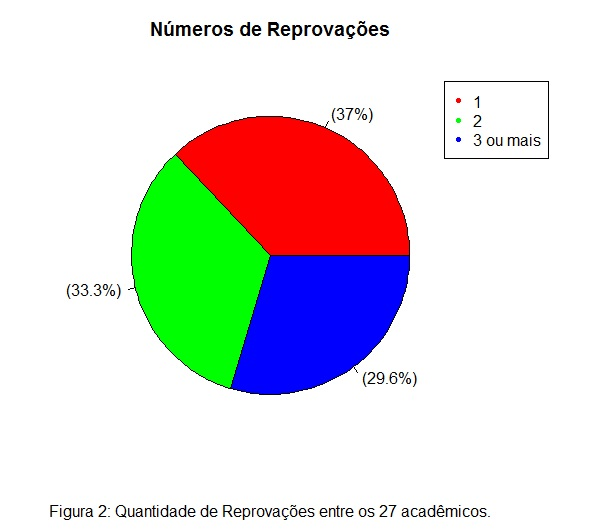 Números de Reprovações
1
2
3 ou mais
(37%)
(33.3%)
(29.6%)
Figura 2: Quantidade de Reprovações entre os 27 acadêmicos.